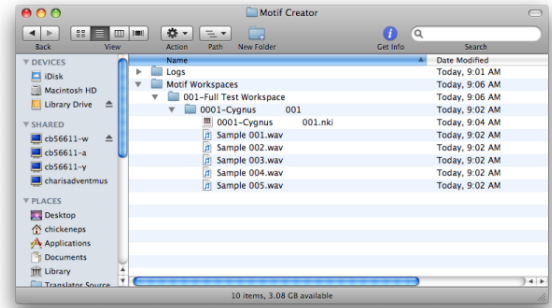 Motif Creator
Back View Action Path New Folder Get Info Search
DEVICES
iDisk
Macintosh HD
Library Drive
SHARED
cb56611-w
cb56611-a
cb56611-y
charisadventmus
PLACES
Desktop
chickeneps
Applications
Documents
Library
Translator Source
Name Date Modified
Logs Today, 9:01 AM
Motif Workspaces Today, 9:06 AM
001-Full Test Workspace Today, 9:06 AM
0001-Cygnus 001 Today, 9:02 AM
0001-Cygnus 001.nki Today, 9:04 AM
Sample 001.wav Today, 9:02 AM
Sample 002.wav Today, 9:02 AM
Sample 003.wav Today, 9:02 AM
Sample 004.wav Today, 9:02 AM
Sample 005.wav Today, 9:02 AM
10 items, 3.08 GB available